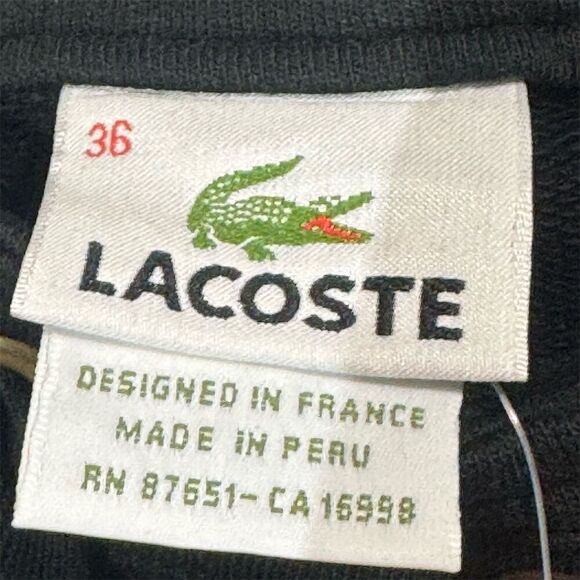 36
LACOSTE
DESIGNED IN FRANCE
MADE IN PERU
RN 87651-CA 16998